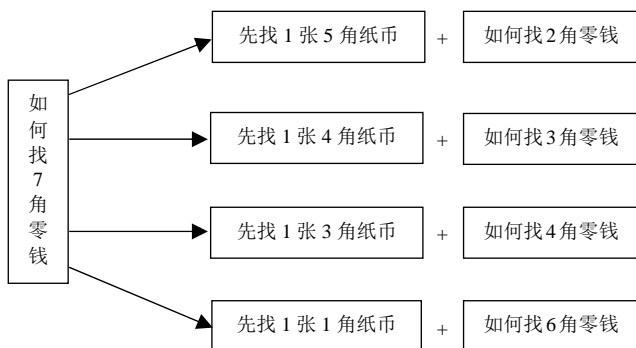 如何找7角零钱
先找 1 张 5 角纸币 + 如何找2角零钱
先找 1 张 4 角纸币 + 如何找3角零钱
先找 1 张 3 角纸币 + 如何找4角零钱
先找 1 张 1 角纸币 + 如何找6角零钱